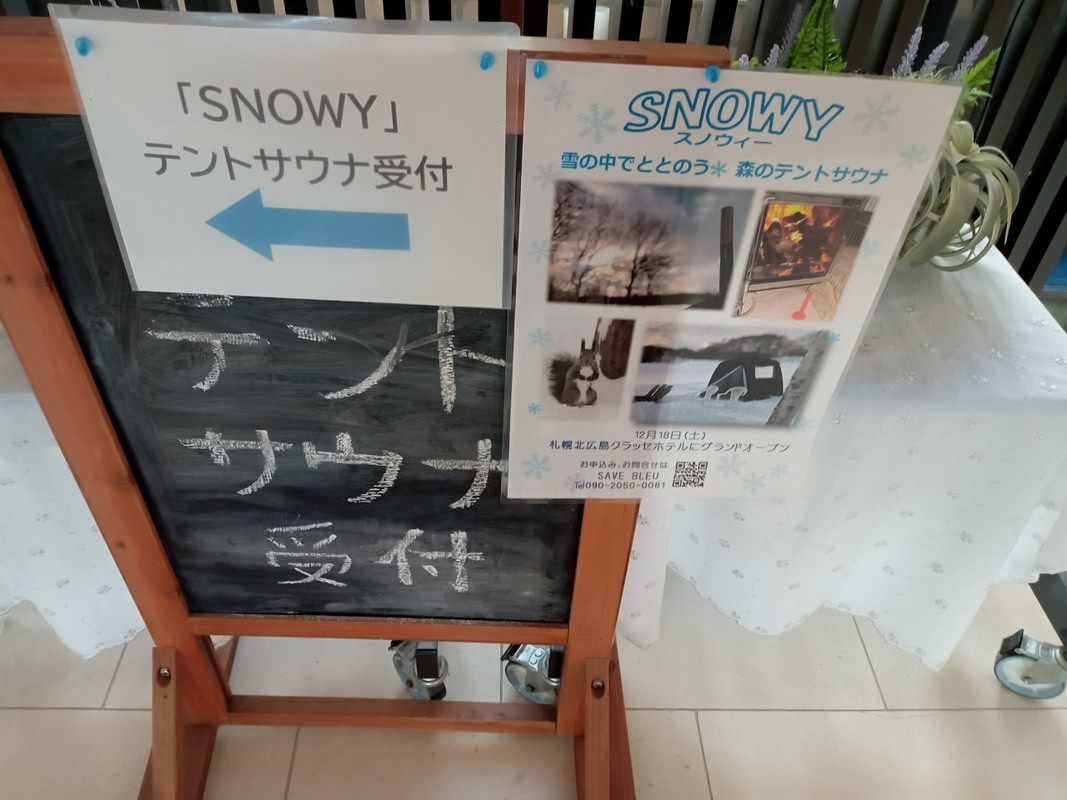 「SNOWY」
テントサウナ受付
テント
サウナ
受付
SNOWY
スノウィー
雪の中でととのう＊ 森のテントサウナ
12月18日(土)
札幌北広島クラッセホテルにグランドオープン
お申込み、お問合せは
SAVE BLEU
℡090-2050-0081